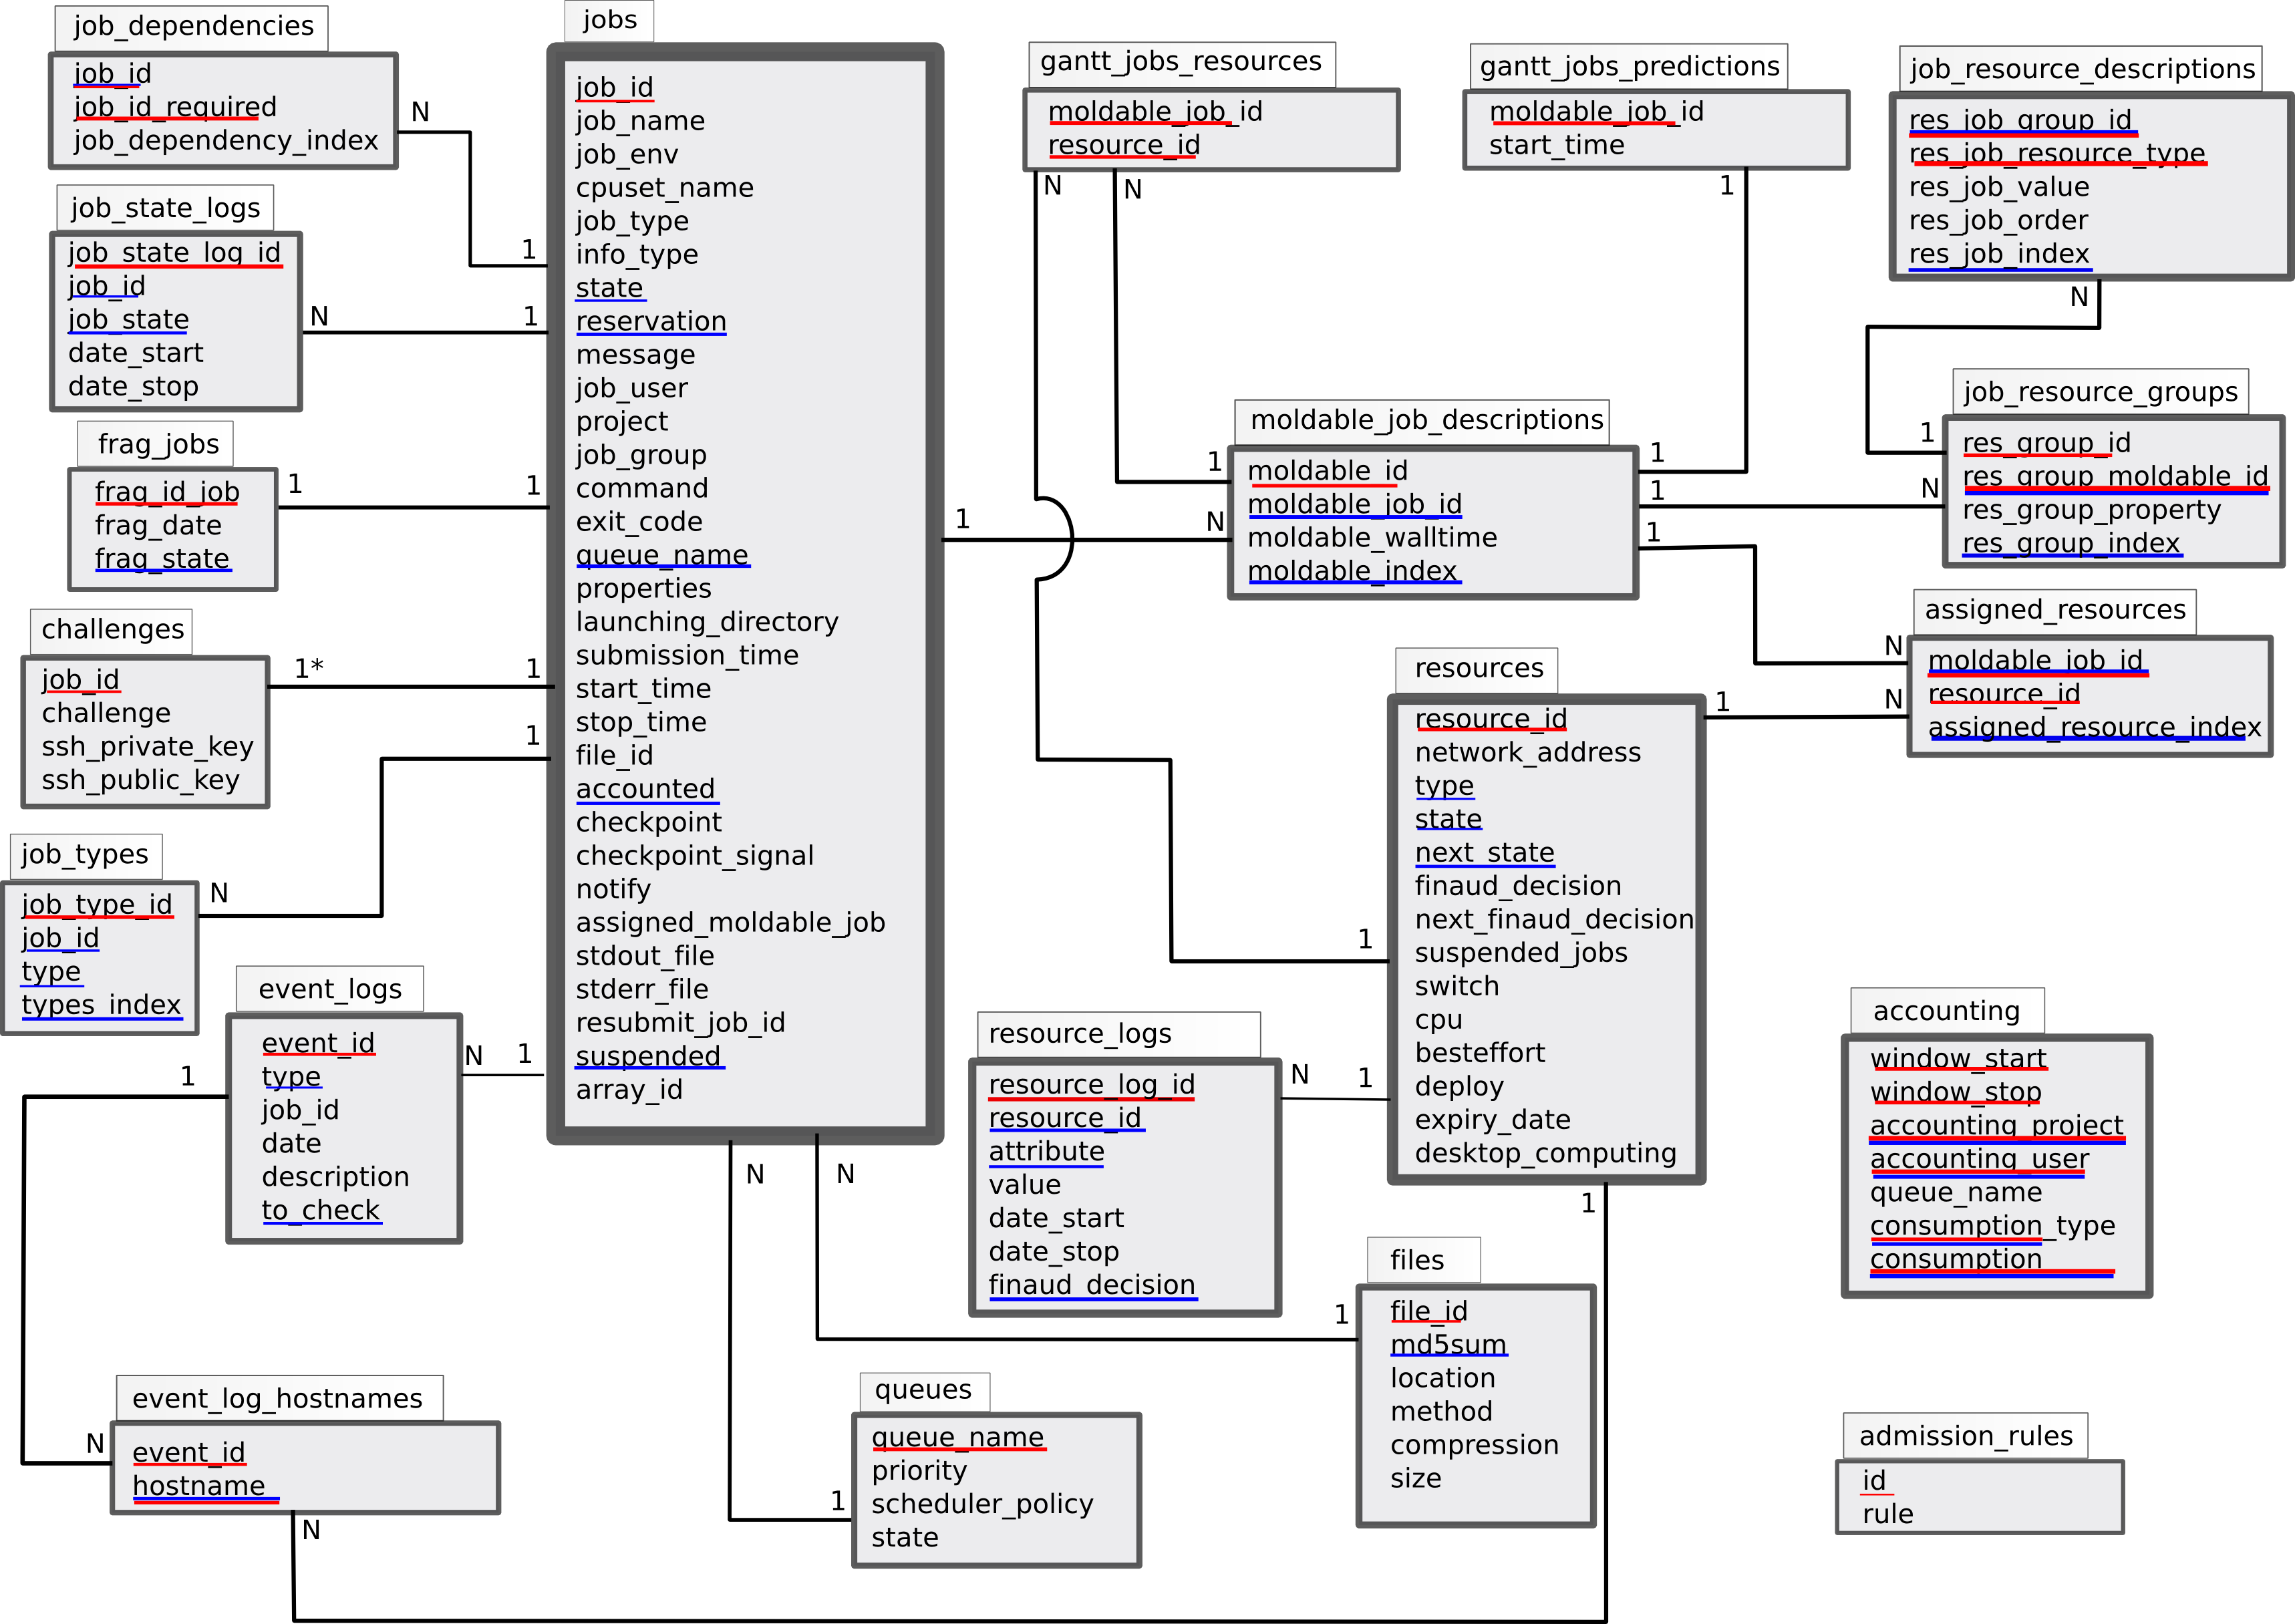 job_dependencies
job_id
job_id_required
job_dependency_index
N
1
job_state_logs
job_state_log_id
job_id
job_state
date_start
date_stop
N
1
frag_jobs
frag_id_job
frag_date
frag_state
1
1
challenges
job_id
challenge
ssh_private_key
ssh_public_key
1*
1
job_types
job_type_id
job_id
type
types_index
N
1
event_logs
event_id
type
job_id
date
description
to_check
N
1
1
event_log_hostnames
event_id
hostname
N
N
jobs
job_id
job_name
job_env
cpuset_name
job_type
info_type
state
reservation
message
job_user
project
job_group
command
exit_code
queue_name
properties
launching_directory
submission_time
start_time
stop_time
file_id
accounted
checkpoint
checkpoint_signal
notify
assigned_moldable_job
stdout_file
stderr_file
resubmit_job_id
suspended
array_id
1
N
N
N
gantt_jobs_resources
moldable_job_id
resource_id
N
N
gantt_jobs_predictions
moldable_job_id
start_time
1
job_resource_descriptions
res_job_group_id
res_job_resource_type
res_job_value
res_job_order
res_job_index
N
moldable_job_descriptions
moldable_id
moldable_job_id
moldable_walltime
moldable_index
1
1
1
1
job_resource_groups
res_group_id
res_group_moldable_id
res_group_property
res_group_index
1
N
assigned_resources
moldable_job_id
resource_id
assigned_resource_index
N
N
resources
resource_id
network_address
type
state
next_state
finaud_decision
next_finaud_decision
suspended_jobs
switch
cpu
besteffort
deploy
expiry_date
desktop_computing
1
1
1
1
resource_logs
resource_log_id
resource_id
attribute
value
date_start
date_stop
finaud_decision
N
files
file_id
md5sum
location
method
compression
size
1
queues
queue_name
priority
scheduler_policy
state
1
accounting
window_start
window_stop
accounting_project
accounting_user
queue_name
consumption_type
consumption
admission_rules
id
rule